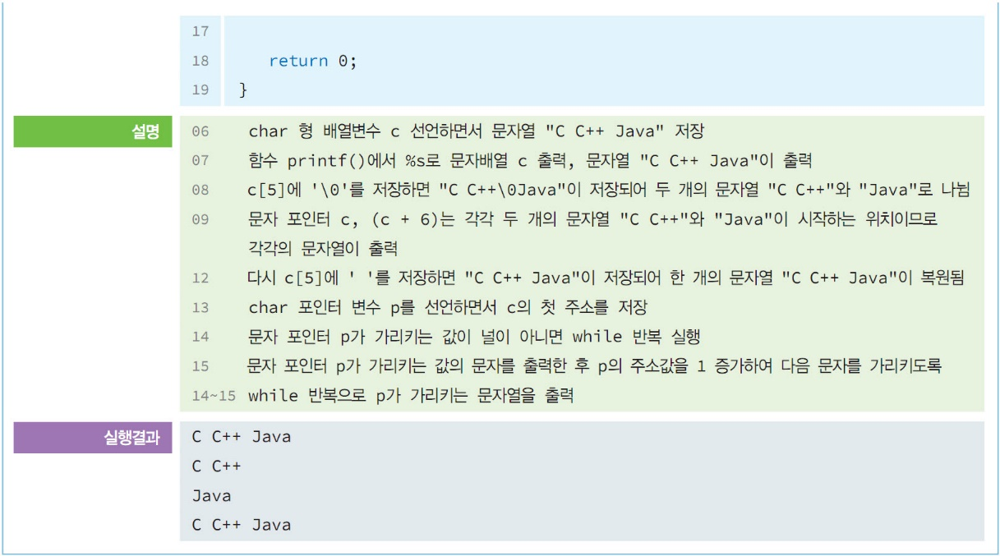 17
18 return 0;
19 }
설명
06 char 형 배열변수 c 선언하면서 문자열 "C C++ Java" 저장
07 함수 printf()에서 %s로 문자배열 c 출력, 문자열 "C C++ Java"이 출력
08 c[5]에 '\0'를 저장하면 "C C++\0Java"이 저장되어 두 개의 문자열 "C C++"와 "Java"로 나뉨
09 문자 포인터 c, (c + 6)는 각각 두 개의 문자열 "C C++"와 "Java"이 시작하는 위치이므로
각각의 문자열이 출력
12 다시 c[5]에 ' '를 저장하면 "C C++ Java"이 저장되어 한 개의 문자열 "C C++ Java"이 복원됨
13 char 포인터 변수 p를 선언하면서 c의 첫 주소를 저장
14 문자 포인터 p가 가리키는 값이 널이 아니면 while 반복 실행
15 문자 포인터 p가 가리키는 값의 문자를 출력한 후 p의 주소값을 1 증가하여 다음 문자를 가리키도록
14~15 while 반복으로 p가 가리키는 문자열을 출력
실행결과
C C++ Java
C C++
Java
C C++ Java